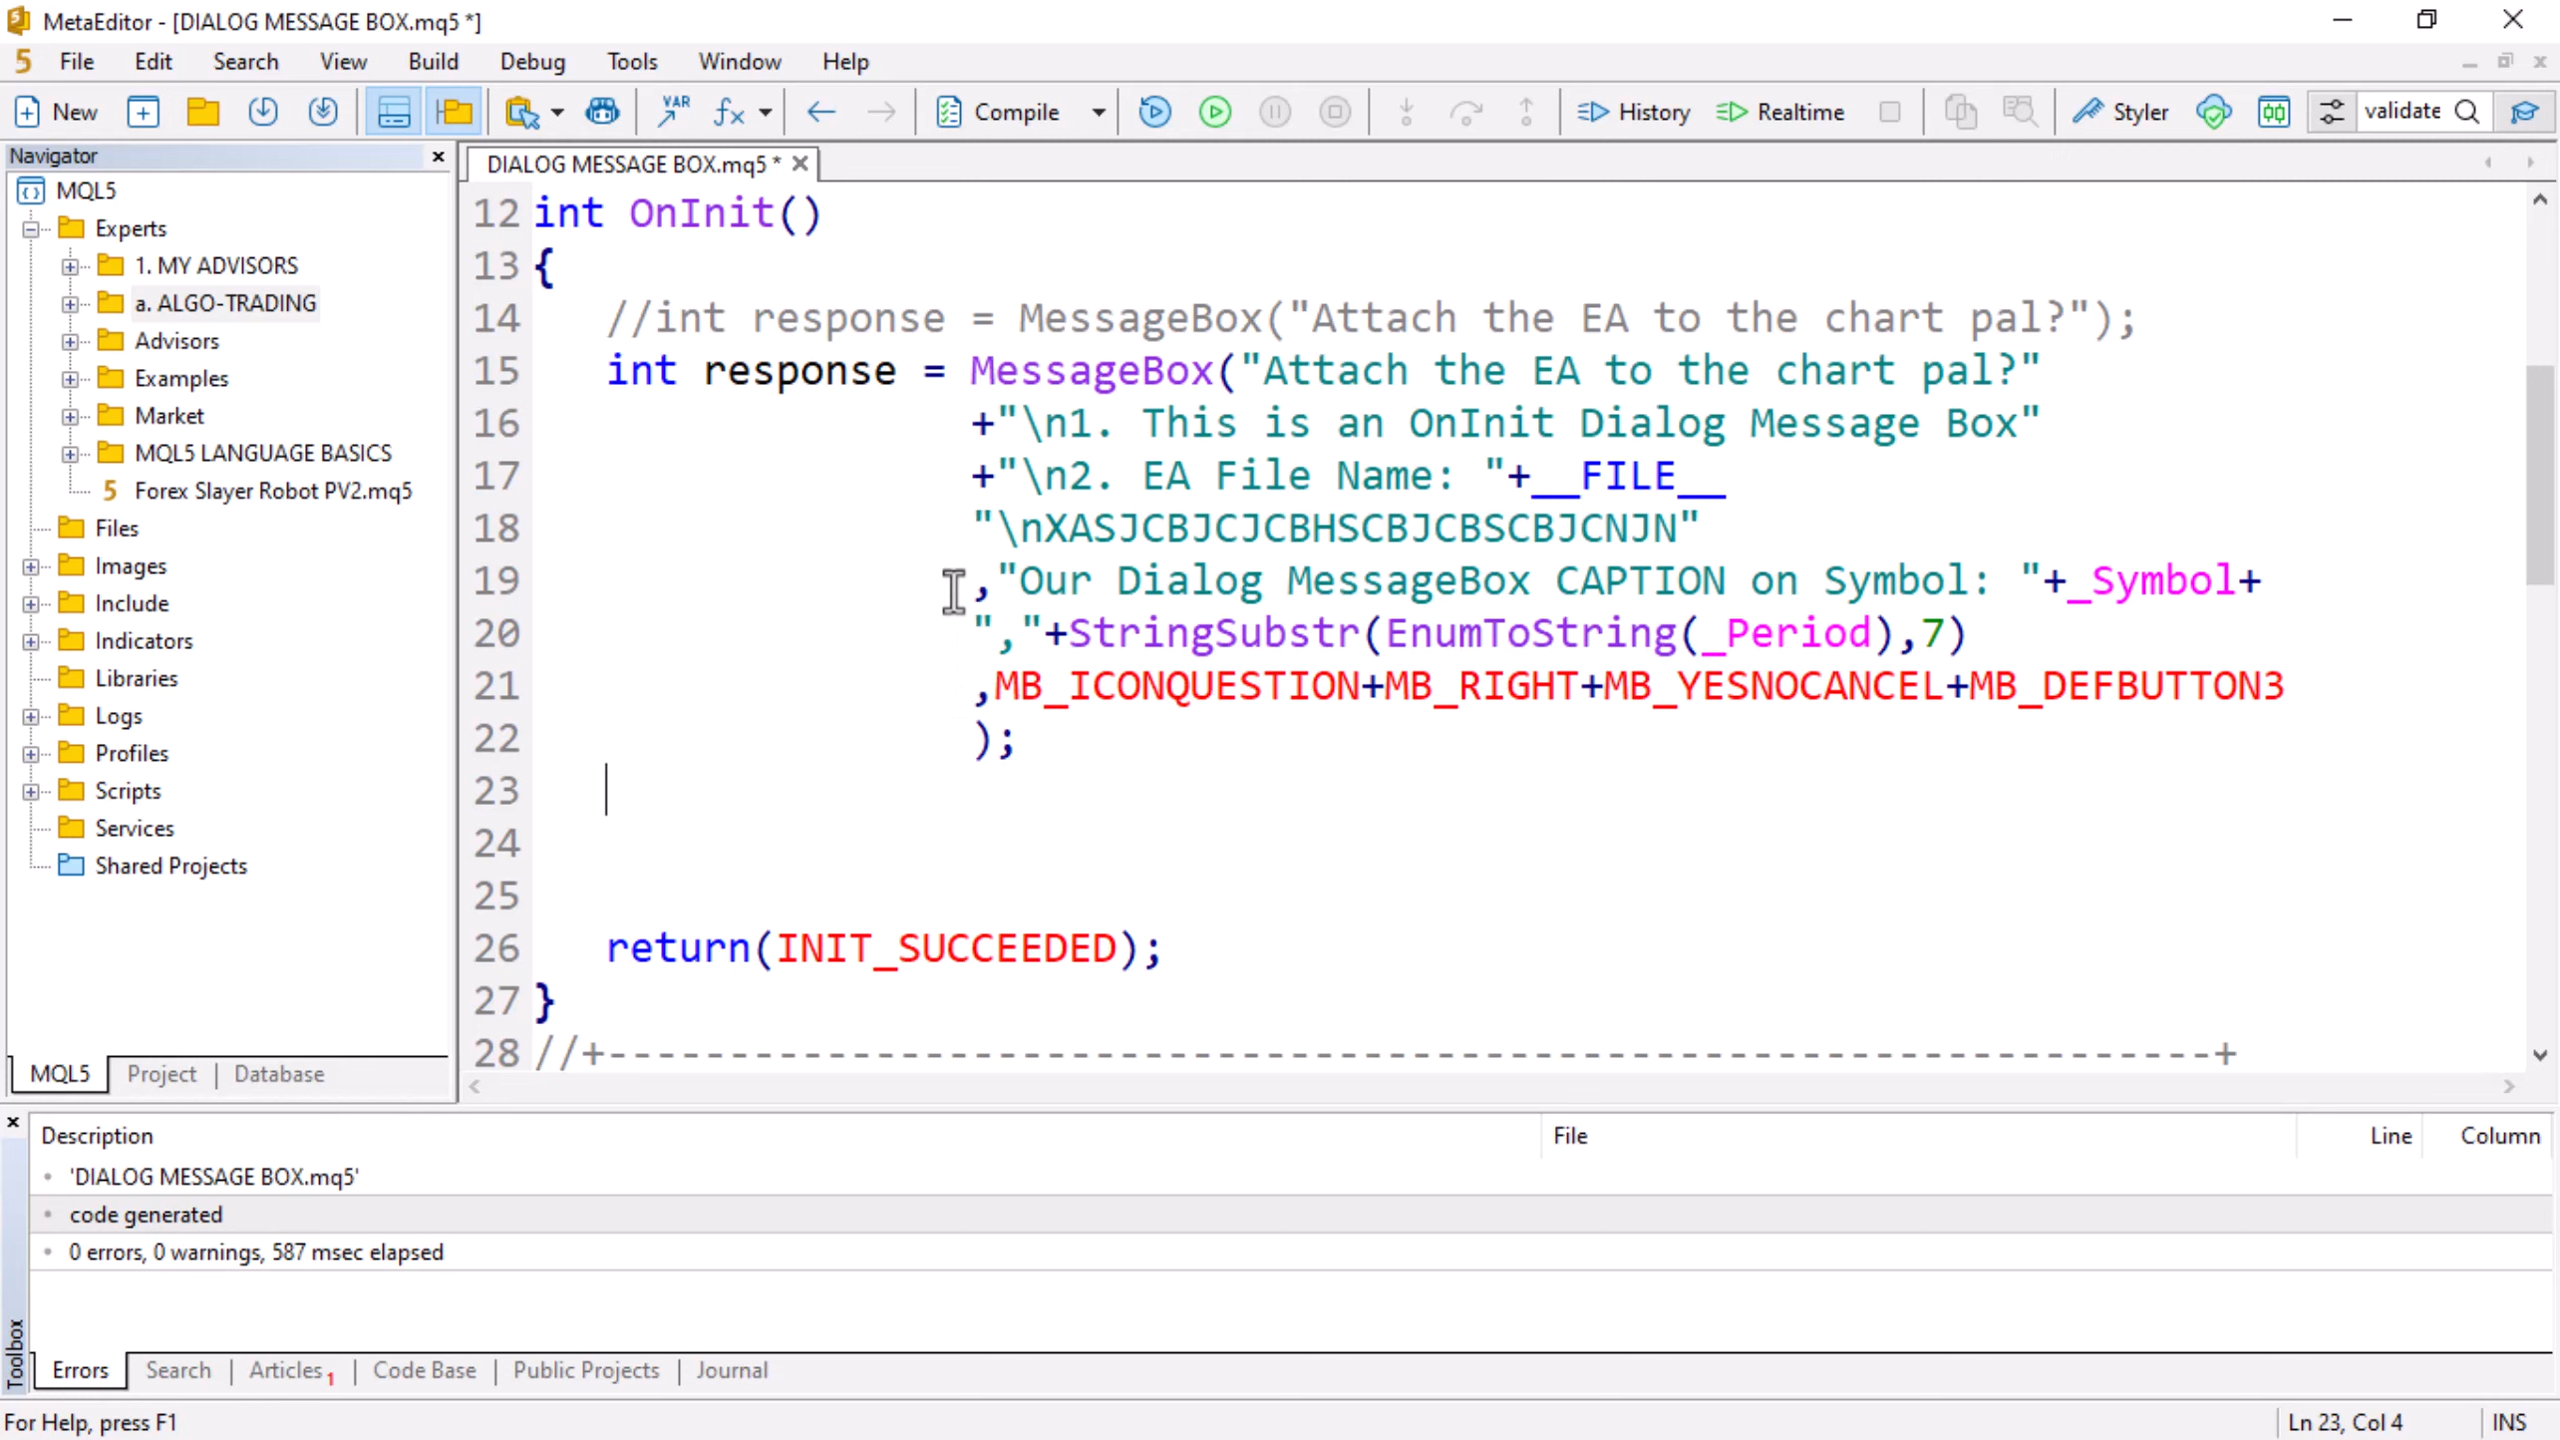 MetaEditor - [DIALOG MESSAGE BOX.mq5 *]
5 File Edit Search View Build Debug Tools Window Help
New VAR fx Compile History Realtime Styler validate
Navigator
MQL5
Experts
1. MY ADVISORS
a. ALGO-TRADING
Advisors
Examples
Market
MQL5 LANGUAGE BASICS
5 Forex Slayer Robot PV2.mq5
Files
Images
Include
Indicators
Libraries
Logs
Profiles
Scripts
Services
Shared Projects
MQL5 Project Database
DIALOG MESSAGE BOX.mq5 *
12 int OnInit()
13 {
14 //int response = MessageBox("Attach the EA to the chart pal?");
15 int response = MessageBox("Attach the EA to the chart pal?"
16 +"\n1. This is an OnInit Dialog Message Box"
17 +"\n2. EA File Name: "+__FILE__
18 "\nXASJCBJCJCBHSCBJCBSCBJCNJN"
19 ,"Our Dialog MessageBox CAPTION on Symbol: "+_Symbol+
20 ","+StringSubstr(EnumToString(_Period),7)
21 ,MB_ICONQUESTION+MB_RIGHT+MB_YESNOCANCEL+MB_DEFBUTTON3
22 );
23
24
25
26 return(INIT_SUCCEEDED);
27 }
28 //+------------------------------------------------------------------+
Description File Line Column
'DIALOG MESSAGE BOX.mq5'
code generated
0 errors, 0 warnings, 587 msec elapsed
Toolbox
Errors Search Articles 1 Code Base Public Projects Journal
For Help, press F1 Ln 23, Col 4 INS